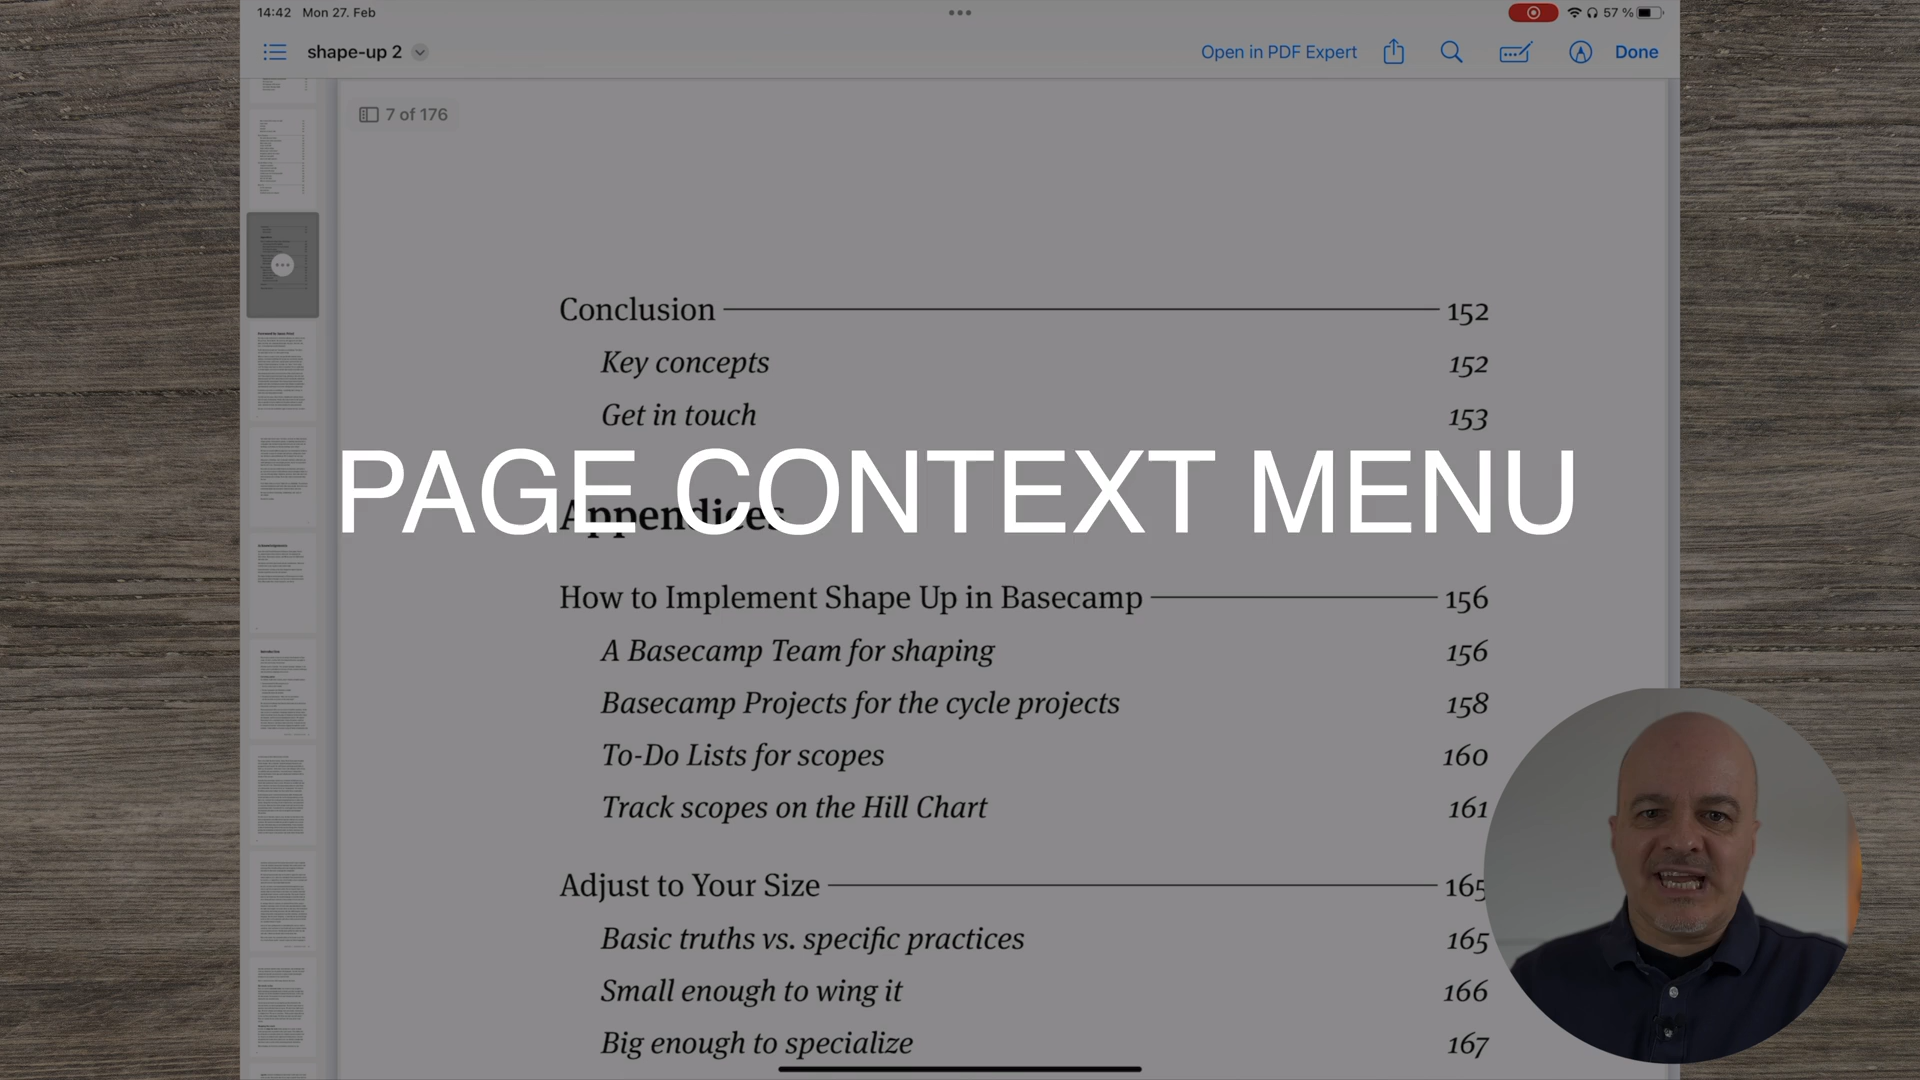 14:42 Mon 27. Feb
57 %
shape-up 2
Open in PDF Expert
Done
7 of 176
Conclusion 152
Key concepts 152
Get in touch 153
PAGE CONTEXT MENU
Appendices
How to Implement Shape Up in Basecamp 156
A Basecamp Team for shaping 156
Basecamp Projects for the cycle projects 158
To-Do Lists for scopes 160
Track scopes on the Hill Chart 161
Adjust to Your Size 165
Basic truths vs. specific practices 165
Small enough to wing it 166
Big enough to specialize 167